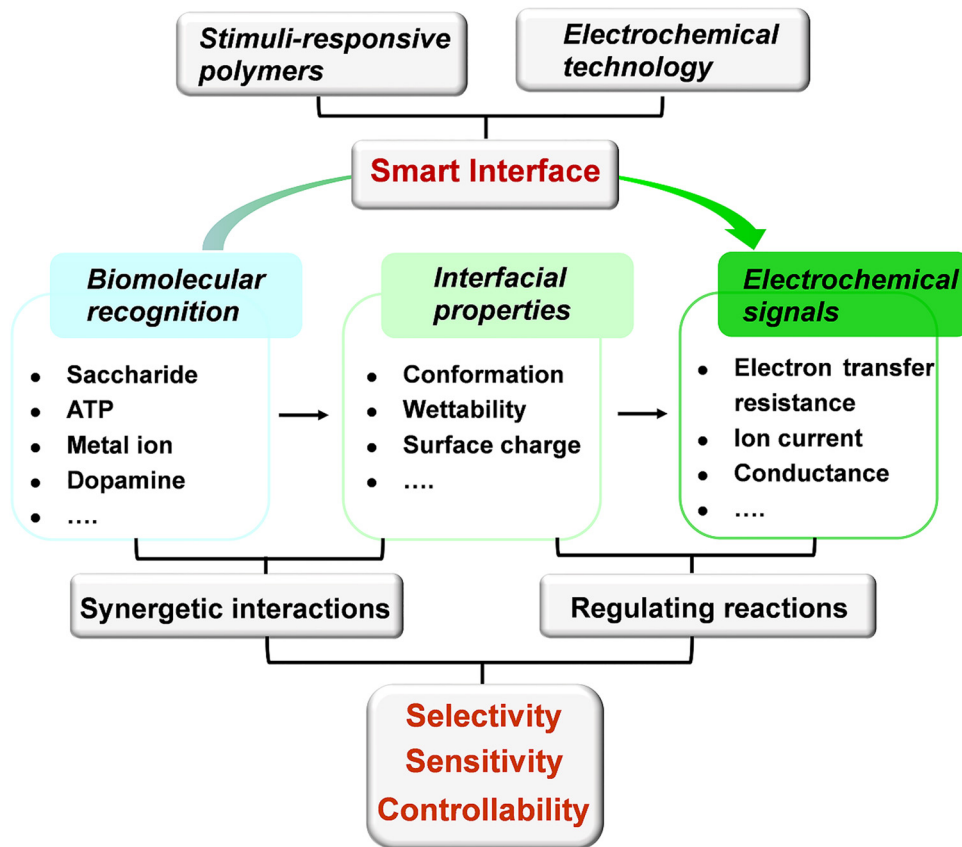 Stimuli-responsive
polymers
Electrochemical
technology
Smart Interface
Biomolecular
recognition
• Saccharide
• ATP
• Metal ion
• Dopamine
• ....
Interfacial
properties
• Conformation
• Wettability
• Surface charge
• ....
Electrochemical
signals
• Electron transfer
resistance
• Ion current
• Conductance
• ....
Synergetic interactions
Regulating reactions
Selectivity
Sensitivity
Controllability